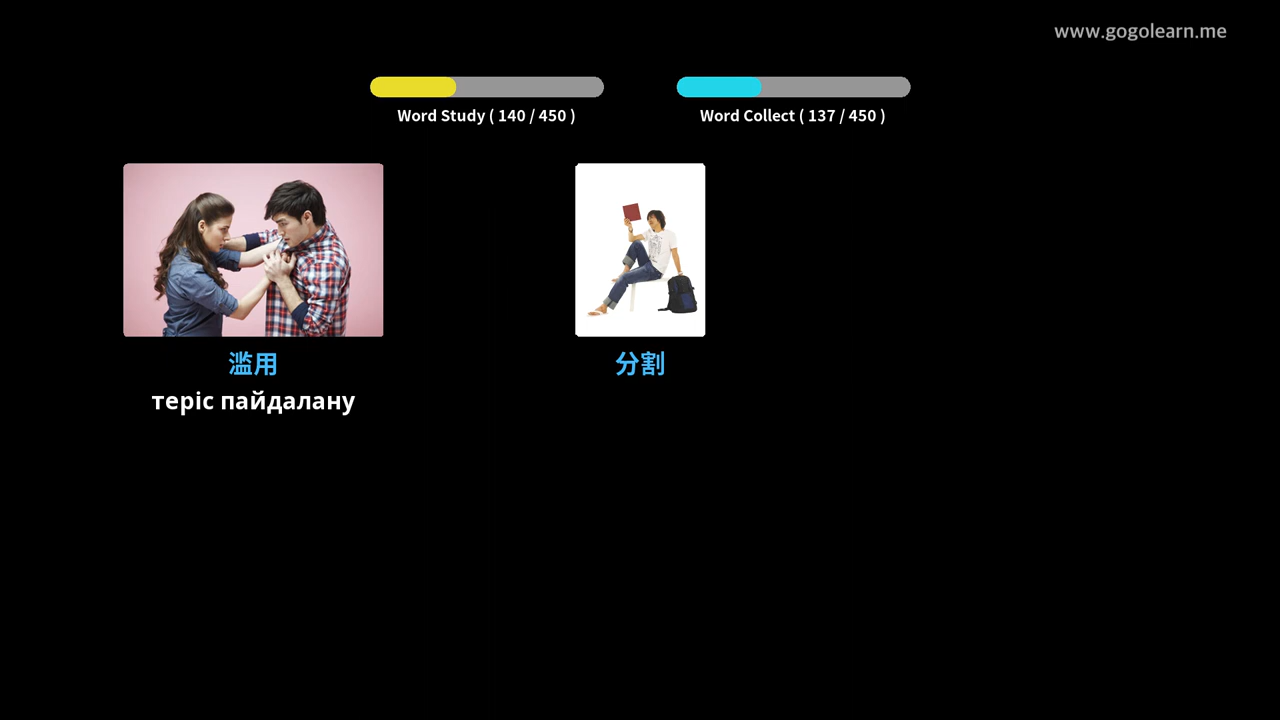 www.gogolearn.me
Word Study ( 140 / 450 )
Word Collect ( 137 / 450 )
滥用
теріс пайдалану
分割